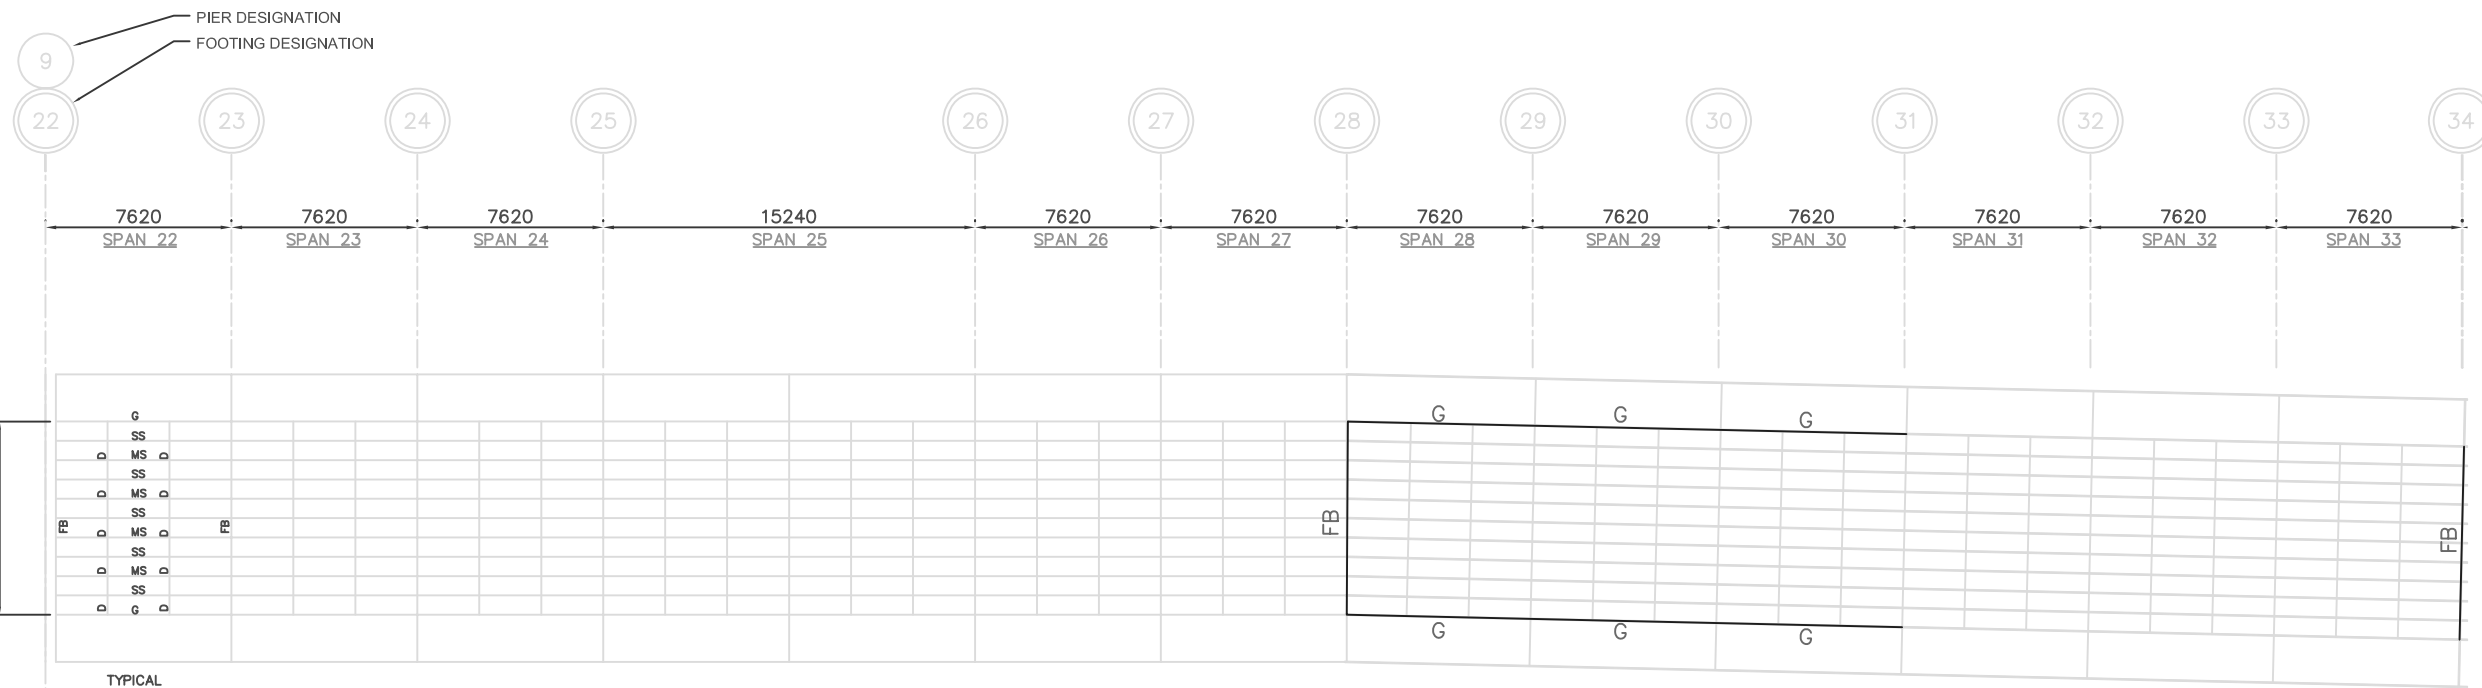 PIER DESIGNATION
FOOTING DESIGNATION
9
22 23 24 25 26 27 28 29 30 31 32 33 34
7620 7620 7620 15240 7620 7620 7620 7620 7620 7620 7620 7620
SPAN 22 SPAN 23 SPAN 24 SPAN 25 SPAN 26 SPAN 27 SPAN 28 SPAN 29 SPAN 30 SPAN 31 SPAN 32 SPAN 33
G G G G
SS
D MS D
SS
D MS D
SS
FB D MS D FB FB FB
SS
D MS D
SS
D G D
G G G
TYPICAL